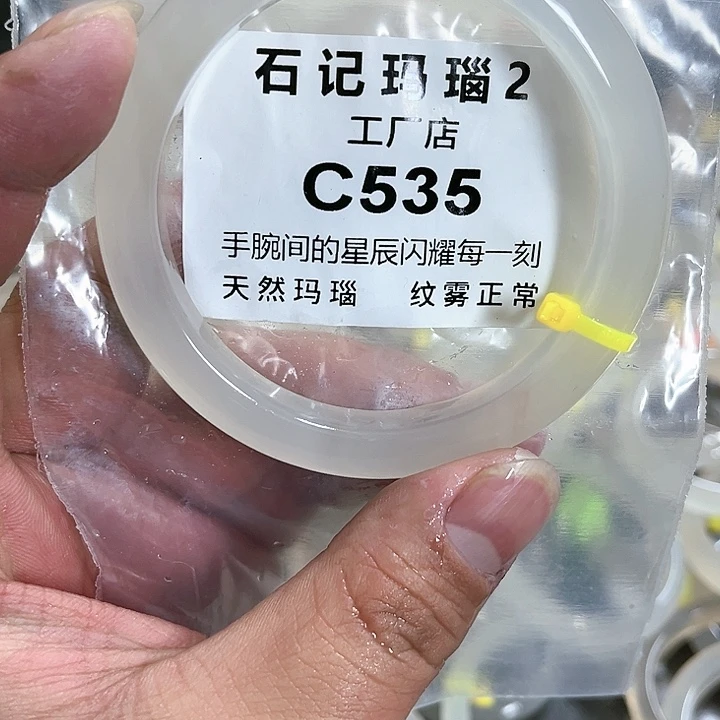 石记玛瑙2
工厂店
C535
手腕间的星辰闪耀每一刻
天然玛瑙 纹雾正常